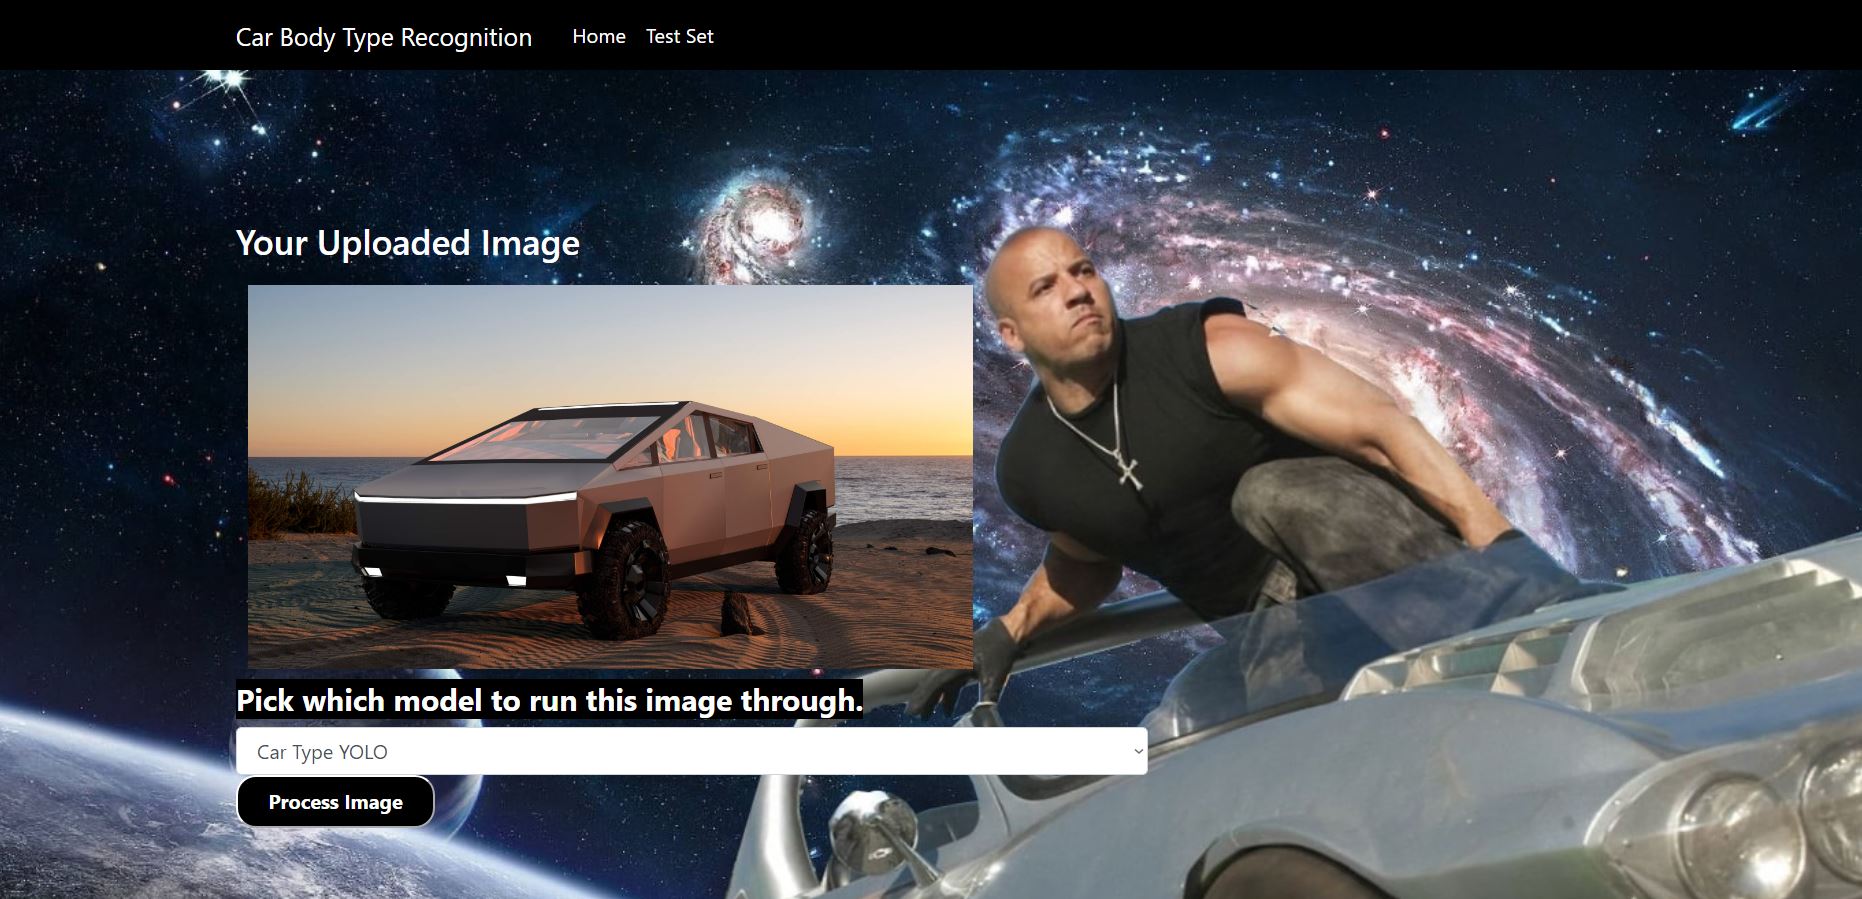 Car Body Type Recognition Home Test Set
Your Uploaded Image
Pick which model to run this image through.
Car Type YOLO
Process Image